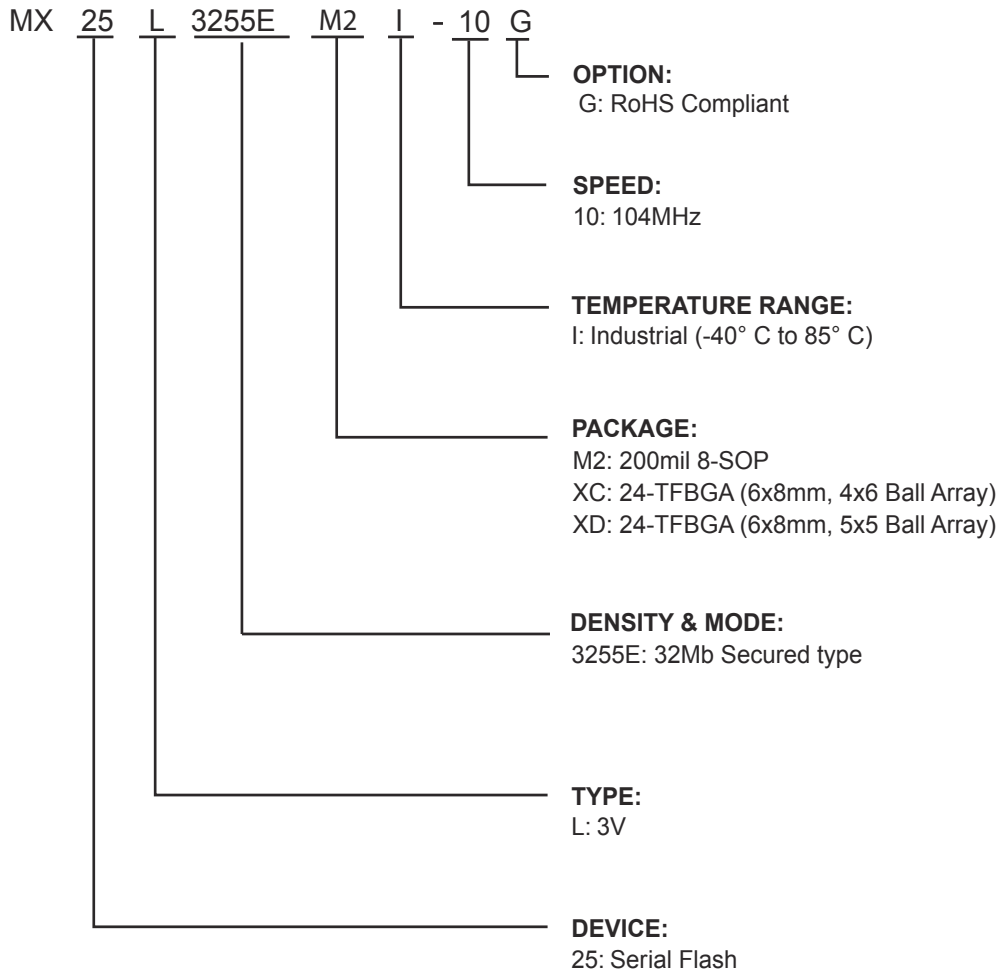 MX 25 L 3255E M2 I - 10 G
OPTION:
G: RoHS Compliant
SPEED:
10: 104MHz
TEMPERATURE RANGE:
I: Industrial (-40° C to 85° C)
PACKAGE:
M2: 200mil 8-SOP
XC: 24-TFBGA (6x8mm, 4x6 Ball Array)
XD: 24-TFBGA (6x8mm, 5x5 Ball Array)
DENSITY & MODE:
3255E: 32Mb Secured type
TYPE:
L: 3V
DEVICE:
25: Serial Flash